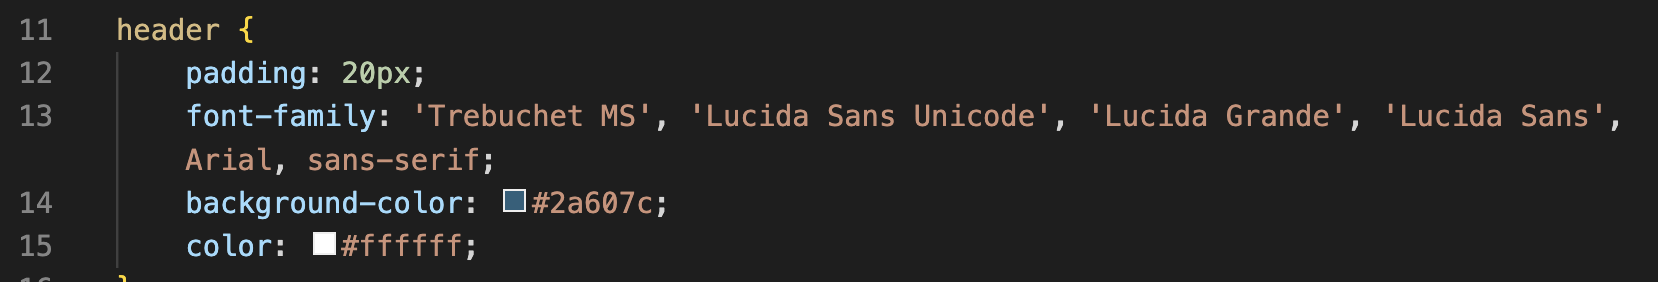 11 header {
12 padding: 20px;
13 font-family: 'Trebuchet MS', 'Lucida Sans Unicode', 'Lucida Grande', 'Lucida Sans',
Arial, sans-serif;
14 background-color: #2a607c;
15 color: #ffffff;
16 }